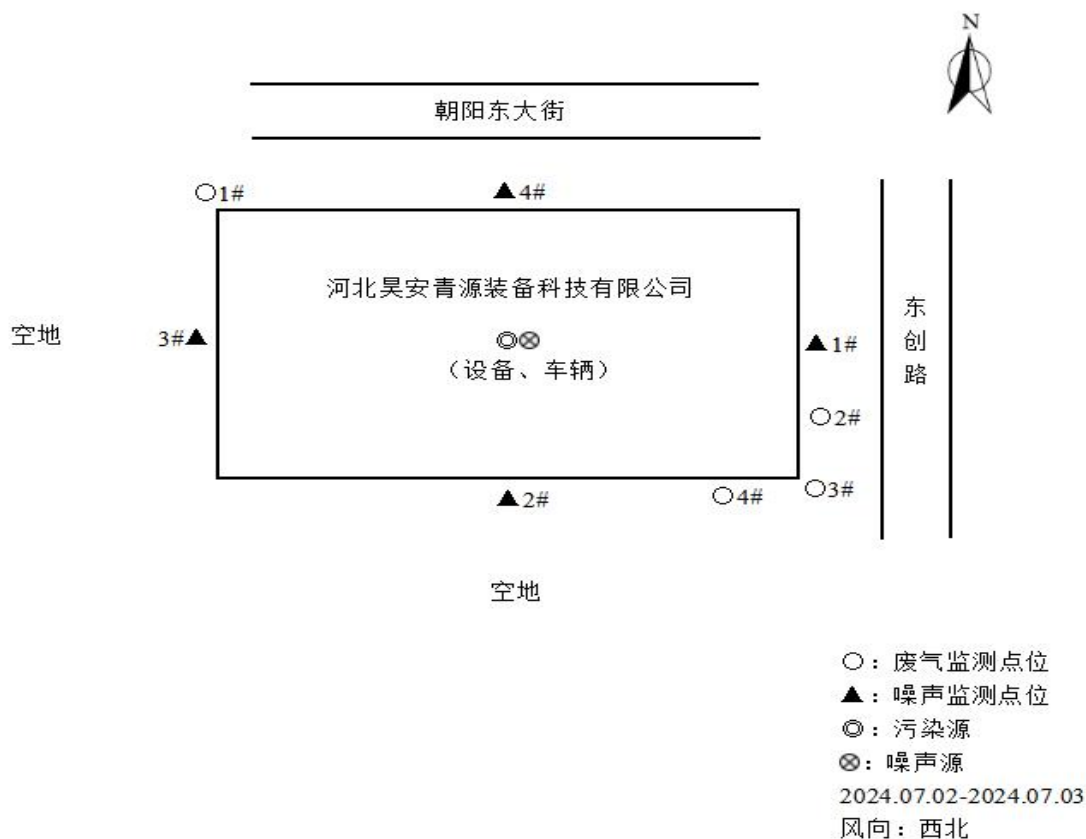 N
朝阳东大街
1#
4#
河北昊安青源装备科技有限公司
空地
3#
1#
东创路
（设备、车辆）
2#
2#
4#
3#
空地
：废气监测点位
：噪声监测点位
：污染源
：噪声源
2024.07.02-2024.07.03
风向：西北